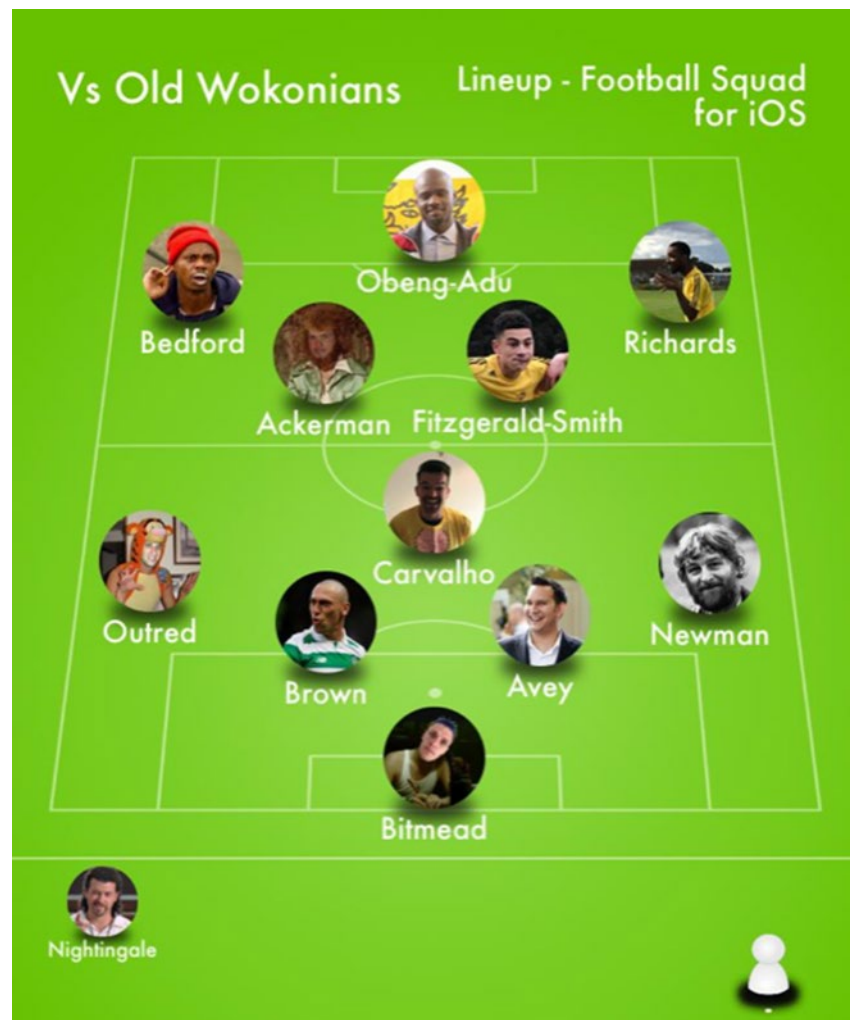 Vs Old Wokonians
Lineup - Football Squad
for iOS
Obeng-Adu
Bedford
Richards
Ackerman
Fitzgerald-Smith
Carvalho
Outred
Newman
Brown
Avey
Bitmead
Nightingale